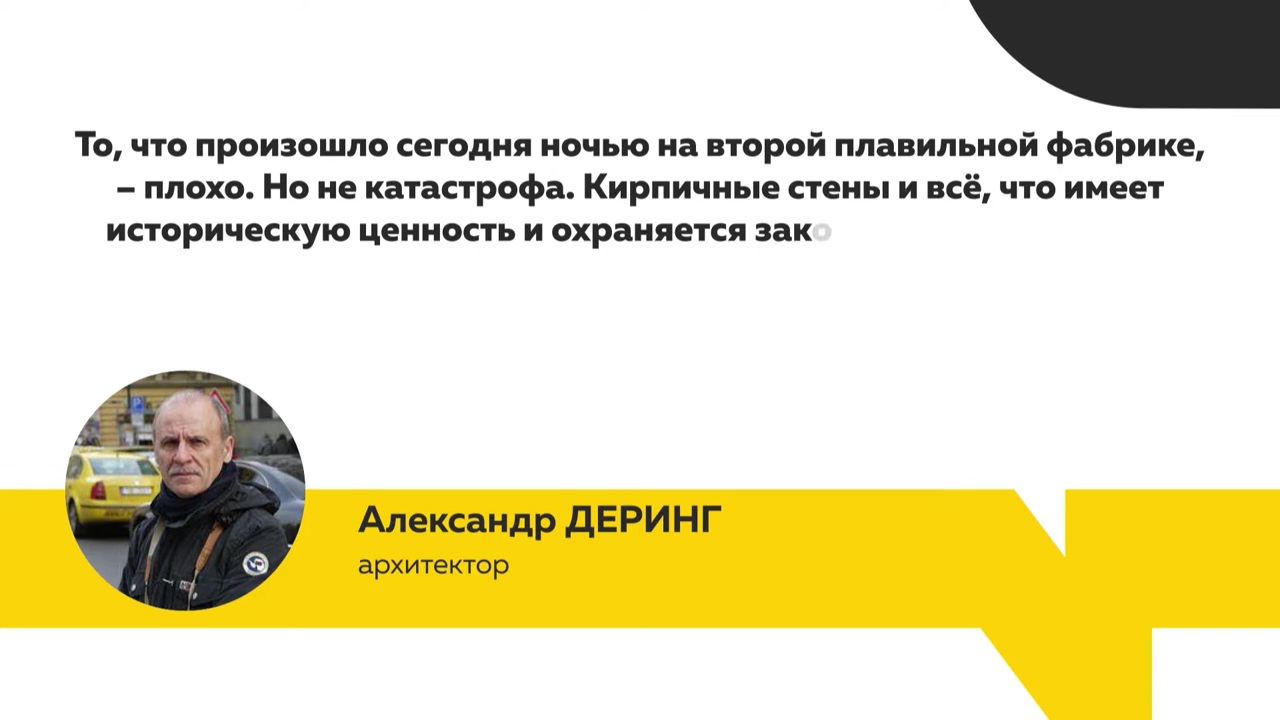 То, что произошло сегодня ночью на второй плавильной фабрике,
– плохо. Но не катастрофа. Кирпичные стены и всё, что имеет
историческую ценность и охраняется зако
Александр ДЕРИНГ
архитектор